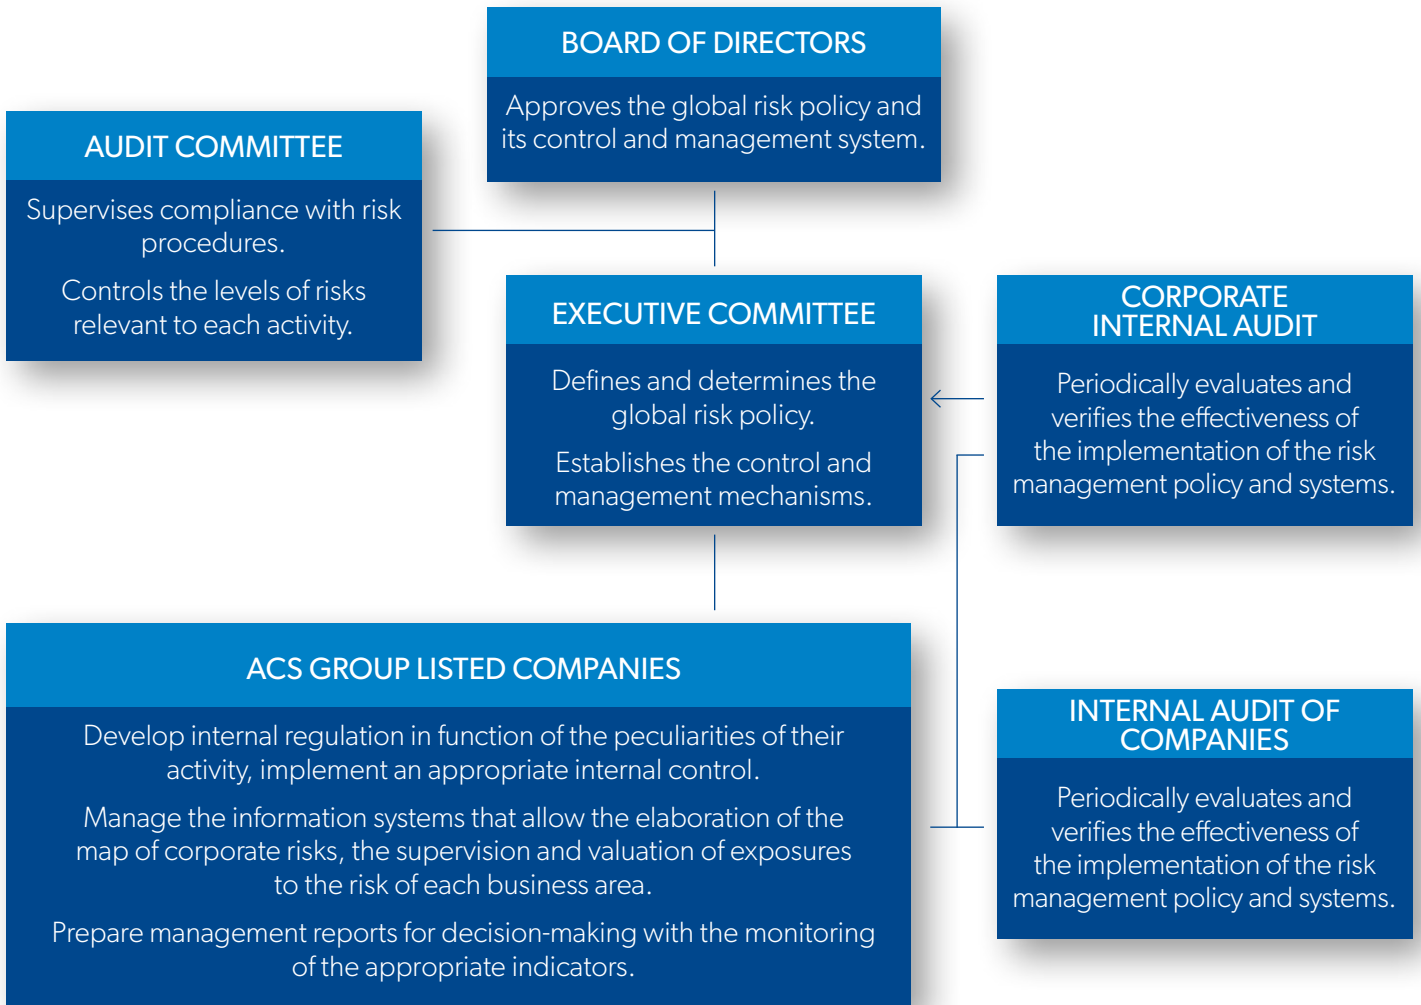 BOARD OF DIRECTORS
Approves the global risk policy and
its control and management system.
AUDIT COMMITTEE
Supervises compliance with risk
procedures.
Controls the levels of risks
relevant to each activity.
EXECUTIVE COMMITTEE
Defines and determines the
global risk policy.
Establishes the control and
management mechanisms.
CORPORATE
INTERNAL AUDIT
Periodically evaluates and
verifies the effectiveness of
the implementation of the risk
management policy and systems.
ACS GROUP LISTED COMPANIES
Develop internal regulation in function of the peculiarities of their
activity, implement an appropriate internal control.
Manage the information systems that allow the elaboration of the
map of corporate risks, the supervision and valuation of exposures
to the risk of each business area.
Prepare management reports for decision-making with the monitoring
of the appropriate indicators.
INTERNAL AUDIT OF
COMPANIES
Periodically evaluates and
verifies the effectiveness of
the implementation of the risk
management policy and systems.